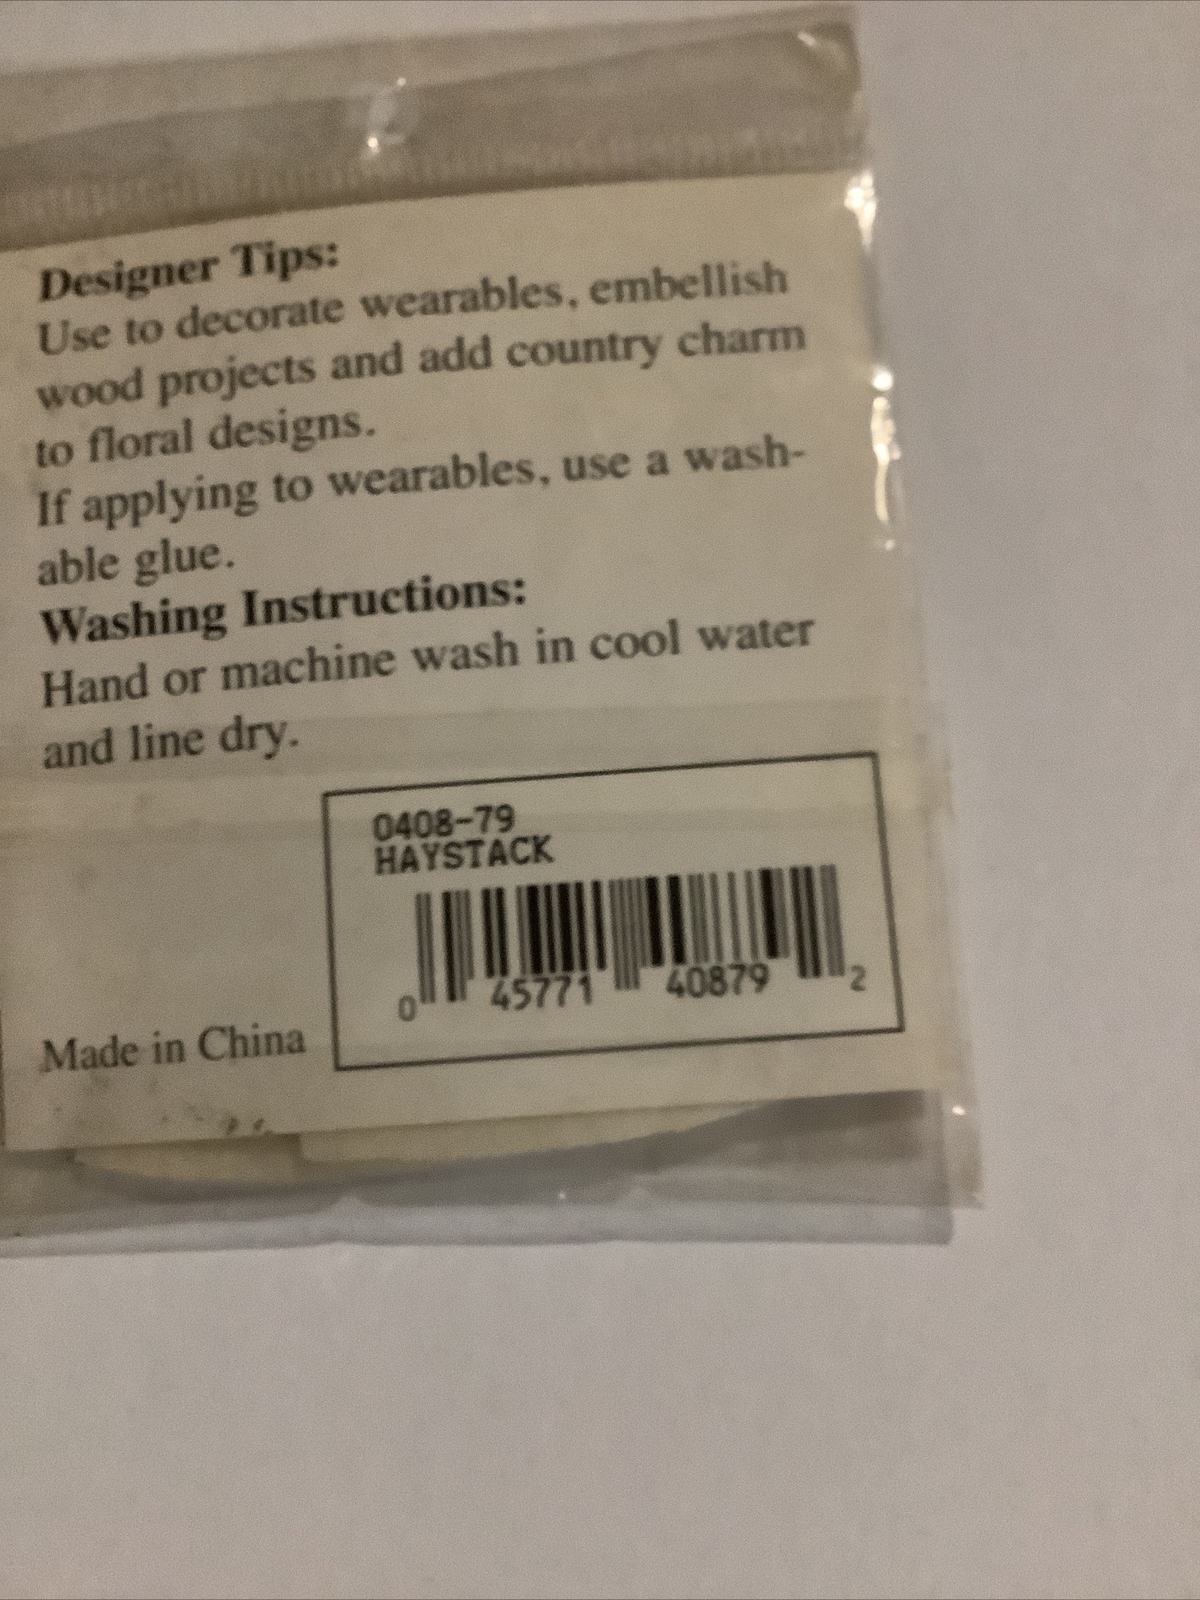 Designer Tips:
Use to decorate wearables, embellish
wood projects and add country charm
to floral designs.
If applying to wearables, use a wash-
able glue.
Washing Instructions:
Hand or machine wash in cool water
and line dry.
0408-79
HAYSTACK
0 45771 40879 2
Made in China